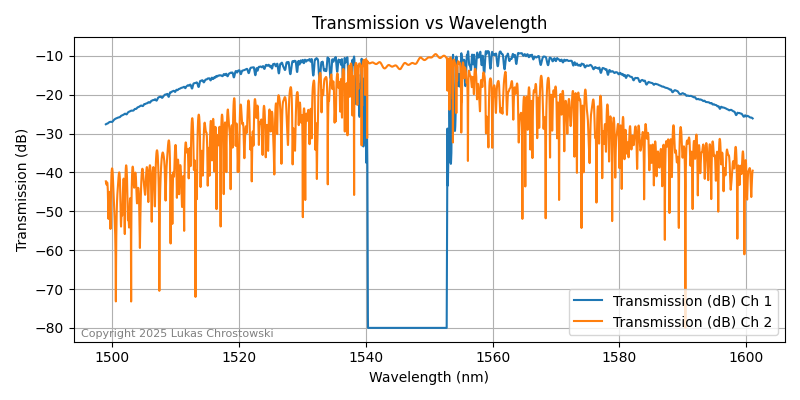 Transmission vs Wavelength
Transmission (dB)
−10
−20
−30
−40
−50
−60
−70
−80
Transmission (dB) Ch 1
Transmission (dB) Ch 2
Copyright 2025 Lukas Chrostowski
1500
1520
1540
1560
1580
1600
Wavelength (nm)